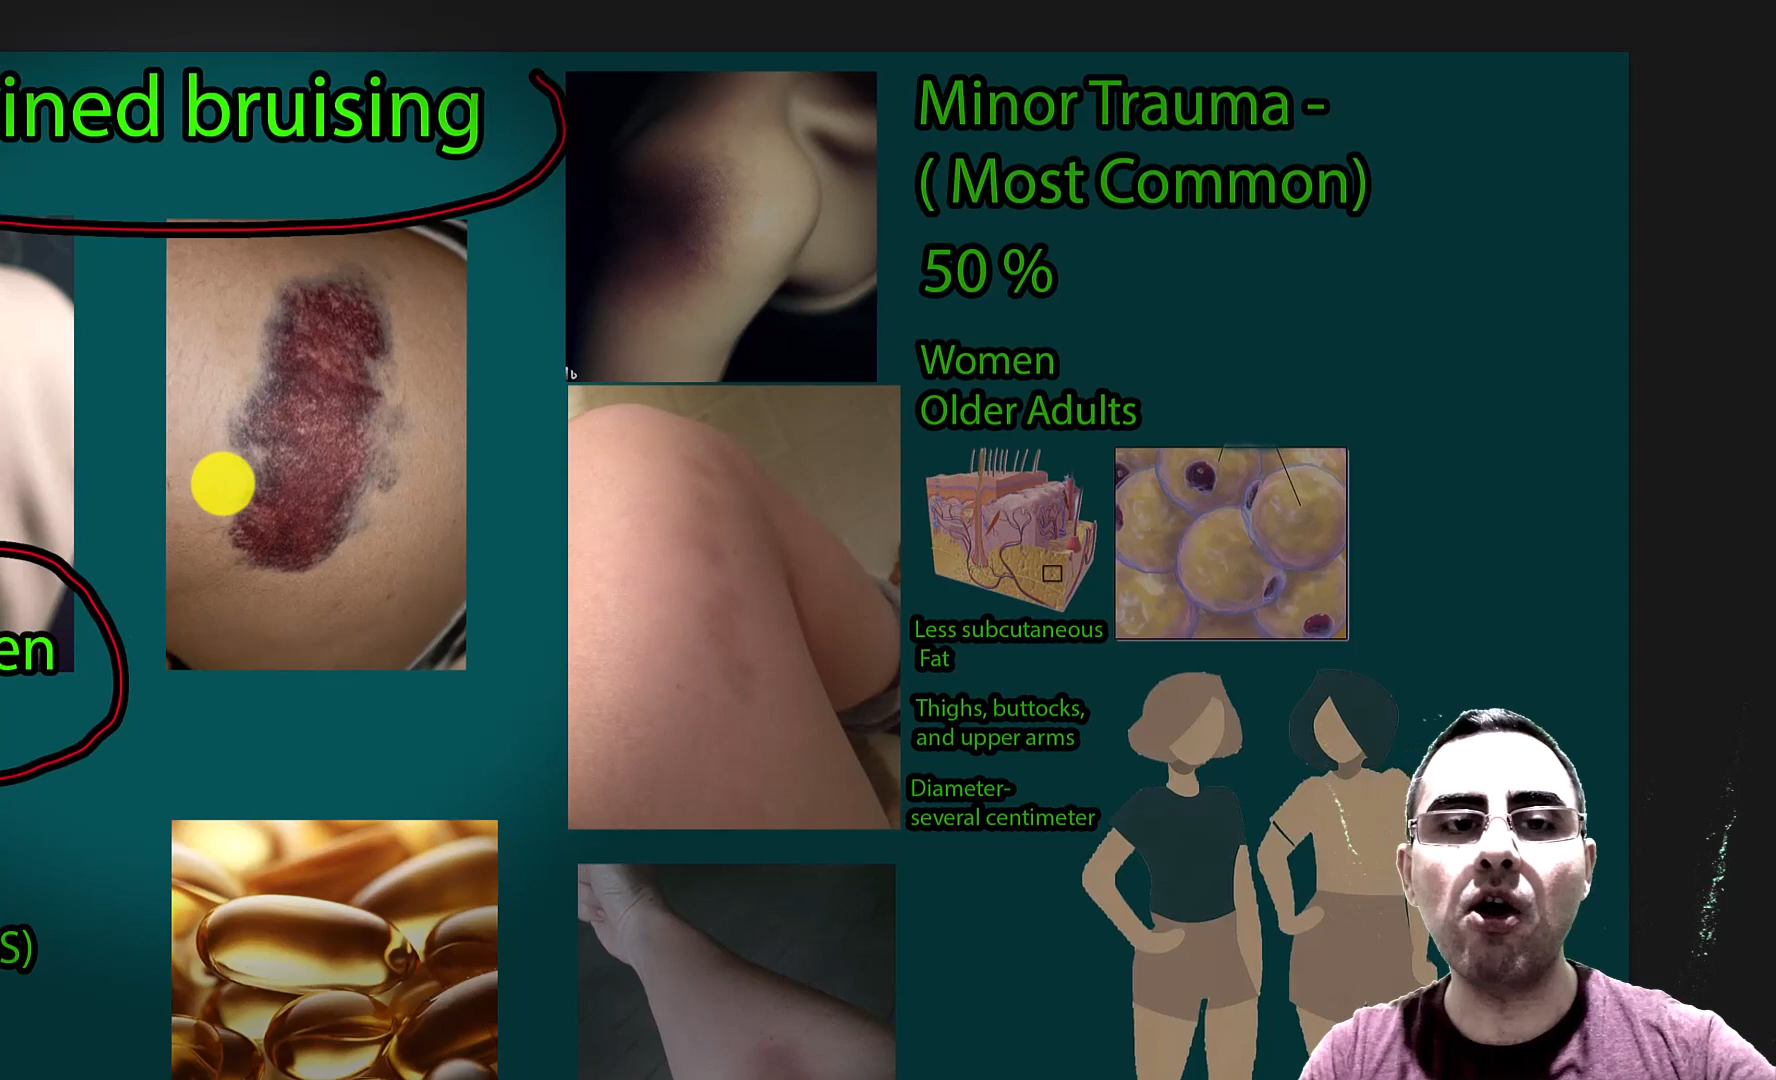 ined bruising
Minor Trauma -
( Most Common)
50 %
Women
Older Adults
Less subcutaneous
Fat
Thighs, buttocks,
and upper arms
Diameter-
several centimeter
en
S)
b